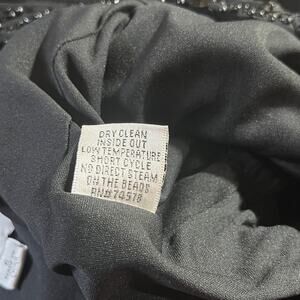 DRY CLEAN
INSIDE OUT
LOW TEMPERATURE
SHORT CYCLE
NO DIRECT STEAM
ON THE BEADS
RN#74578